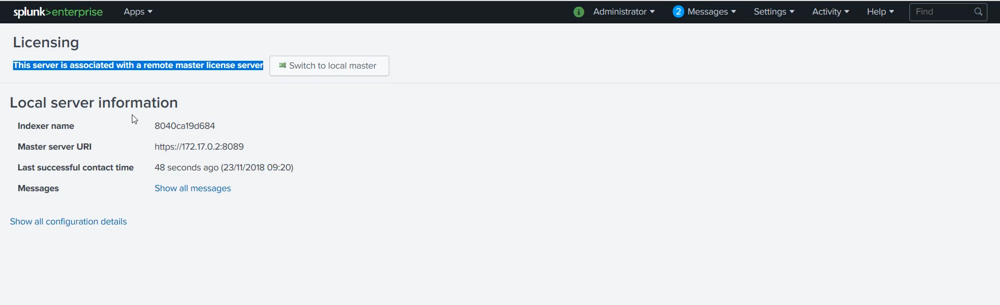 splunk>enterprise Apps Administrator 2 Messages Settings Activity Help Find
Licensing
This server is associated with a remote master license server Switch to local master
Local server information
Indexer name 8040ca19d684
Master server URI https://172.17.0.2:8089
Last successful contact time 48 seconds ago (23/11/2018 09:20)
Messages Show all messages
Show all configuration details